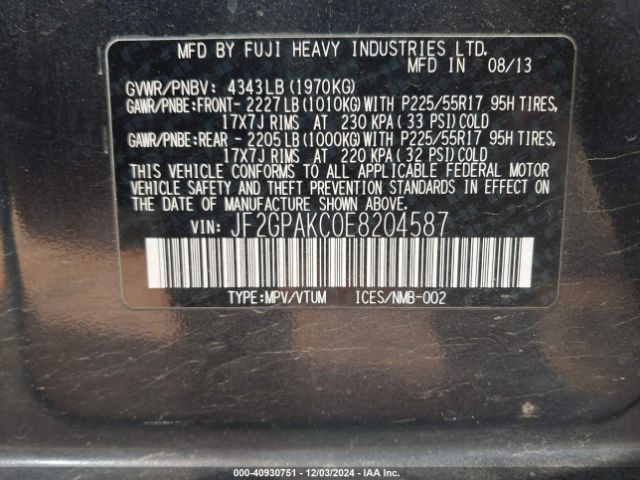 MFD BY FUJI HEAVY INDUSTRIES LTD.
MFD IN 08/13
GVWR/PNBV: 4343LB(1970KG)
GAWR/PNBE:FRONT- 2227LB(1010KG)WITH P225/55R17 95H TIRES,
17X7J RIMS AT 230 KPA(33 PSI)COLD
GAWR/PNBE:REAR - 2205LB(1000KG)WITH P225/55R17 95H TIRES,
17X7J RIMS AT 220 KPA(32 PSI)COLD
THIS VEHICLE CONFORMS TO ALL APPLICABLE FEDERAL MOTOR
VEHICLE SAFETY AND THEFT PREVENTION STANDARDS IN EFFECT ON
THE DATE OF MANUFACTURE SHOWN ABOVE.
VIN: JF2GPAKC0E8204587
TYPE:MPV/VTUM ICES/NMB-002
000-40930751 - 12/03/2024 - IAA Inc.